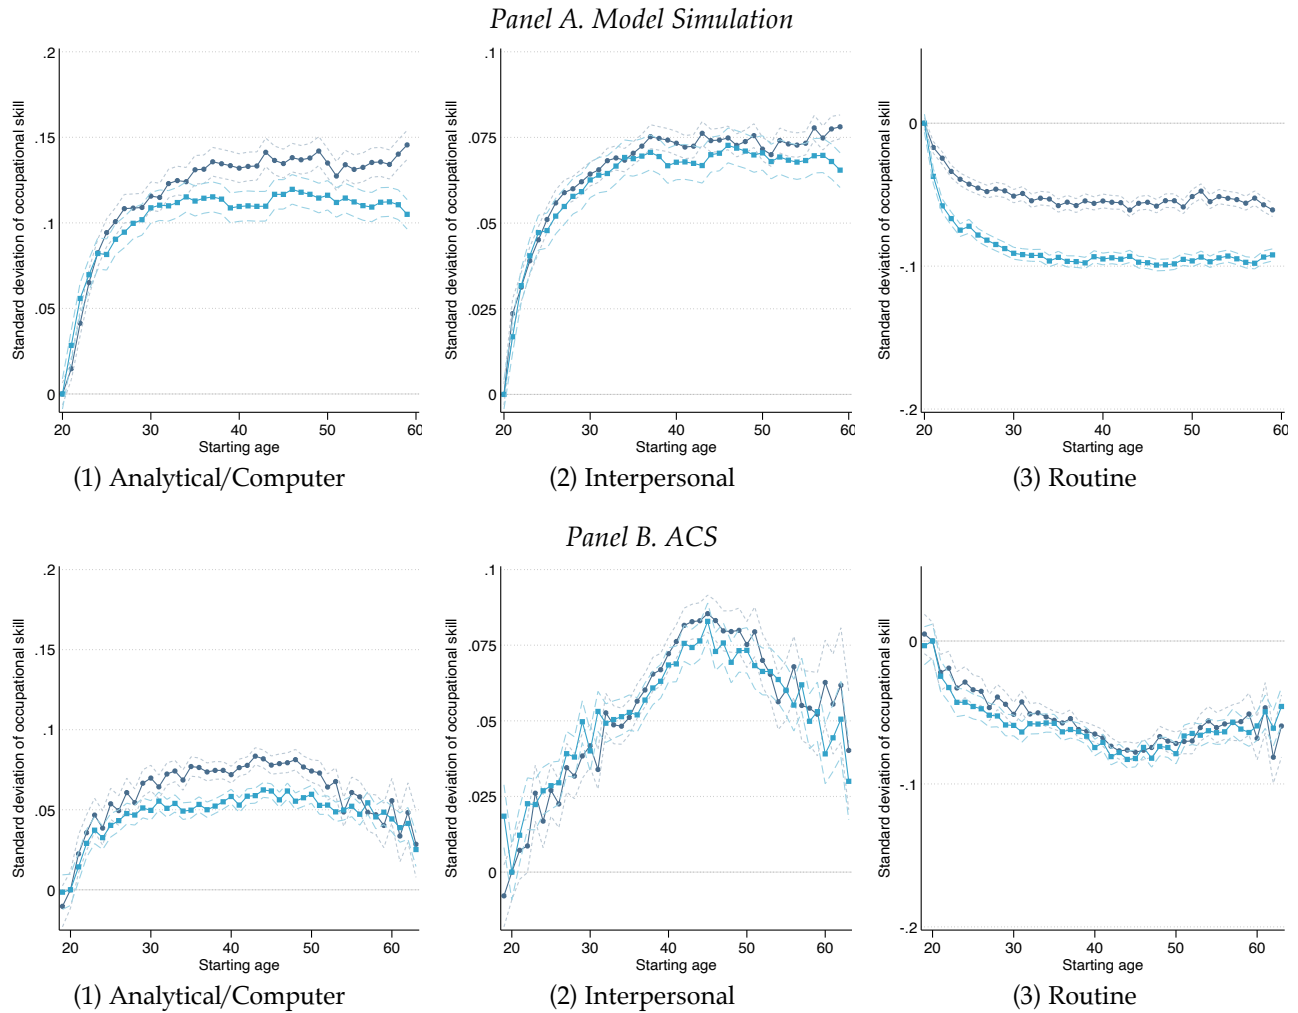 Panel A. Model Simulation
Standard deviation of occupational skill
.2
.15
.1
.05
0
20 30 40 50 60
Starting age
(1) Analytical/Computer
Standard deviation of occupational skill
.1
.075
.05
.025
0
20 30 40 50 60
Starting age
(2) Interpersonal
Standard deviation of occupational skill
0
-.1
-.2
20 30 40 50 60
Starting age
(3) Routine
Panel B. ACS
Standard deviation of occupational skill
.2
.15
.1
.05
0
20 30 40 50 60
Starting age
(1) Analytical/Computer
Standard deviation of occupational skill
.1
.075
.05
.025
0
20 30 40 50 60
Starting age
(2) Interpersonal
Standard deviation of occupational skill
0
-.1
-.2
20 30 40 50 60
Starting age
(3) Routine